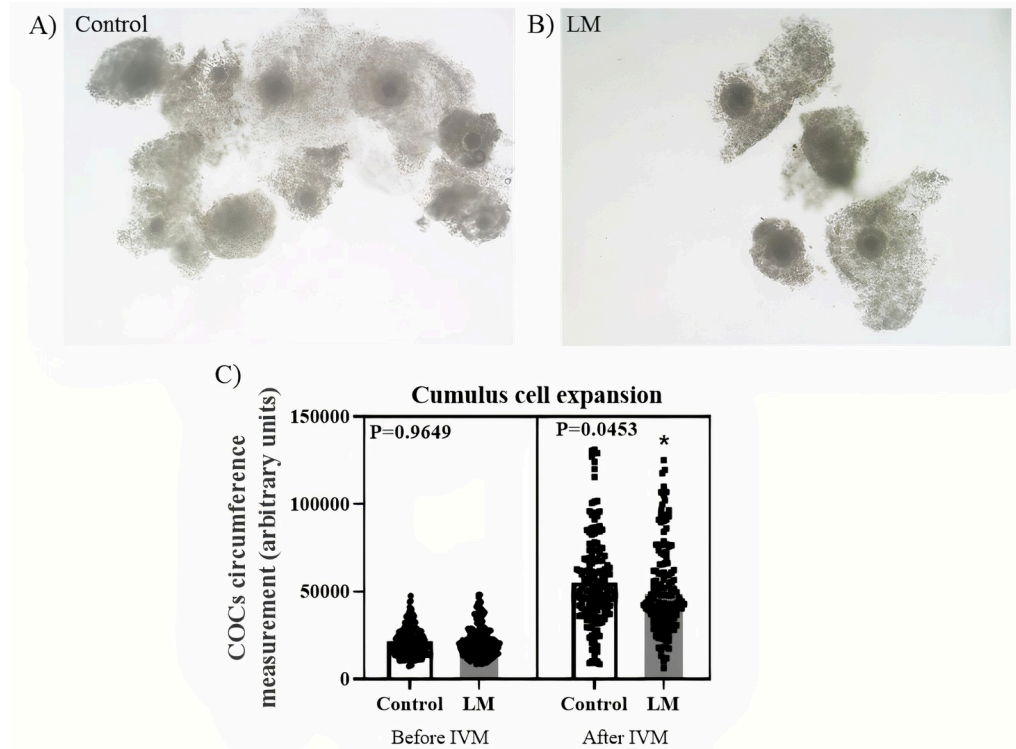 A) Control
B) LM
C)
Cumulus cell expansion
COCs circumference
measurement (arbitrary units)
150000
100000
50000
0
P=0.9649
P=0.0453
*
Control LM Control LM
Before IVM After IVM